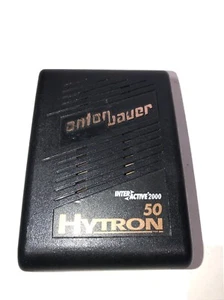 anton bauer
INTER ACTIVE 2000
50
HYTRON